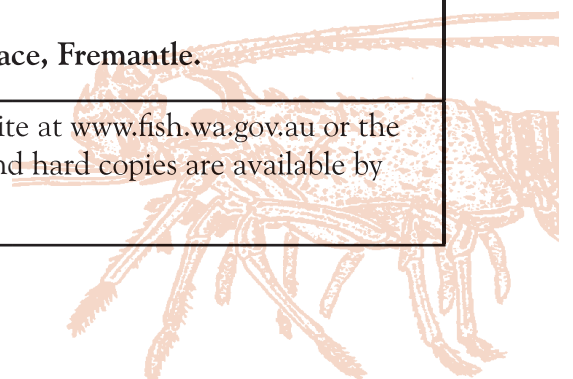 ace, Fremantle.
ite at www.fish.wa.gov.au or the
nd hard copies are available by